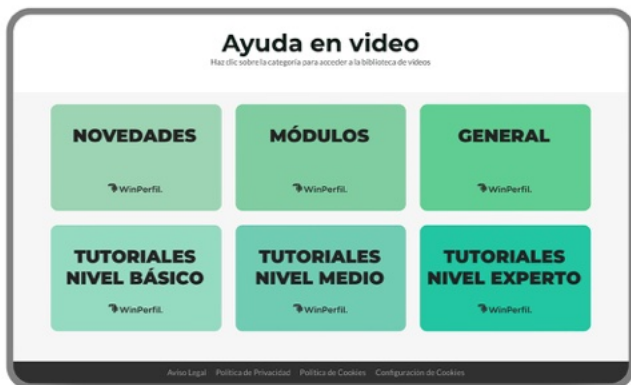 Ayuda en video
Haz clic sobre la categoría para acceder a la biblioteca de vídeos
NOVEDADES
WinPerfil.
MÓDULOS
WinPerfil.
GENERAL
WinPerfil.
TUTORIALES
NIVEL BÁSICO
WinPerfil.
TUTORIALES
NIVEL MEDIO
WinPerfil.
TUTORIALES
NIVEL EXPERTO
WinPerfil.
Aviso Legal Política de Privacidad Política de Cookies Configuración de Cookies